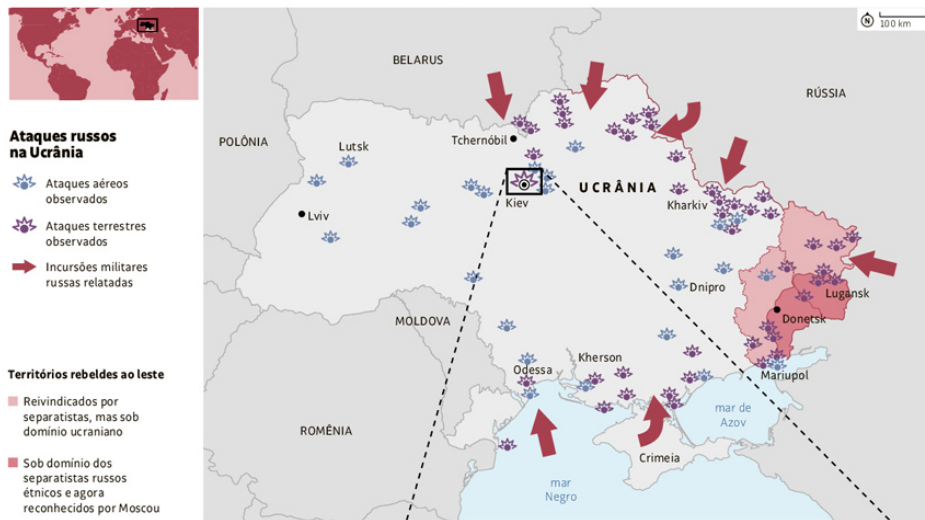 Ataques russos
na Ucrânia
Ataques aéreos
observados
Ataques terrestres
observados
Incursões militares
russas relatadas
Territórios rebeldes ao leste
Reivindicados por
separatistas, mas sob
domínio ucraniano
Sob domínio dos
separatistas russos
étnicos e agora
reconhecidos por Moscou
N
100 km
BELARUS
RÚSSIA
POLÔNIA
Tchernóbil
Lutsk
UCRÂNIA
Kiev
Kharkiv
Lviv
Dnipro
Lugansk
Donetsk
MOLDOVA
Kherson
Odessa
Mariupol
mar de
Azov
ROMÊNIA
Crimeia
mar
Negro